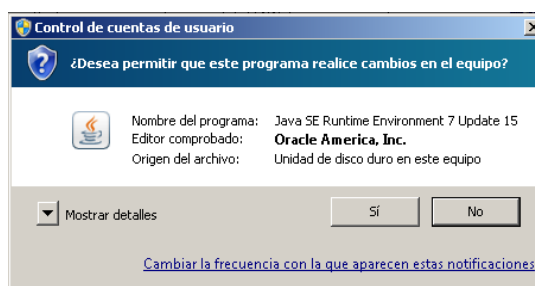 Control de cuentas de usuario
¿Desea permitir que este programa realice cambios en el equipo?
Nombre del programa: Java SE Runtime Environment 7 Update 15
Editor comprobado: Oracle America, Inc.
Origen del archivo: Unidad de disco duro en este equipo
Mostrar detalles Sí No
Cambiar la frecuencia con la que aparecen estas notificaciones